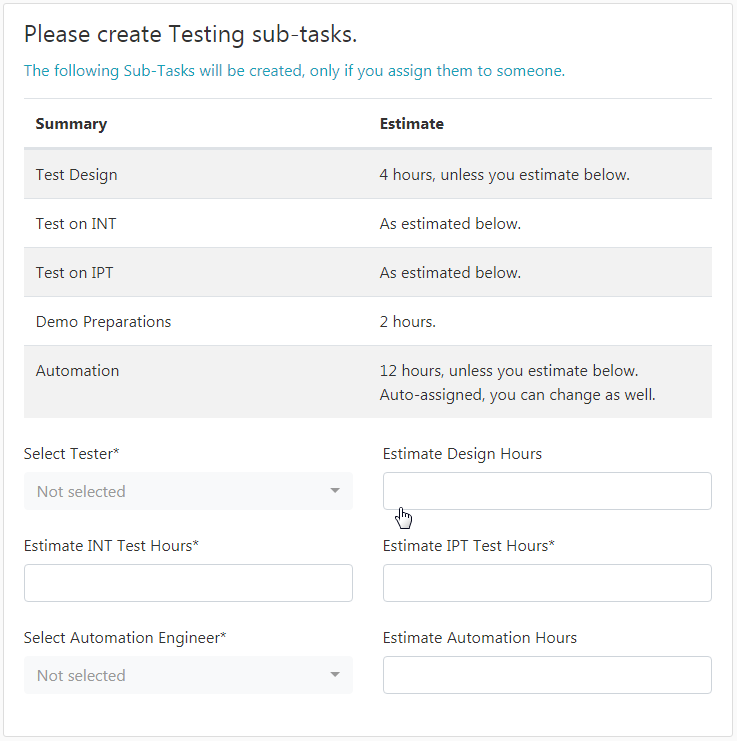 Please create Testing sub-tasks.
The following Sub-Tasks will be created, only if you assign them to someone.
Summary Estimate
Test Design 4 hours, unless you estimate below.
Test on INT As estimated below.
Test on IPT As estimated below.
Demo Preparations 2 hours.
Automation 12 hours, unless you estimate below.
Auto-assigned, you can change as well.
Select Tester* Estimate Design Hours
Not selected
Estimate INT Test Hours* Estimate IPT Test Hours*
Select Automation Engineer* Estimate Automation Hours
Not selected